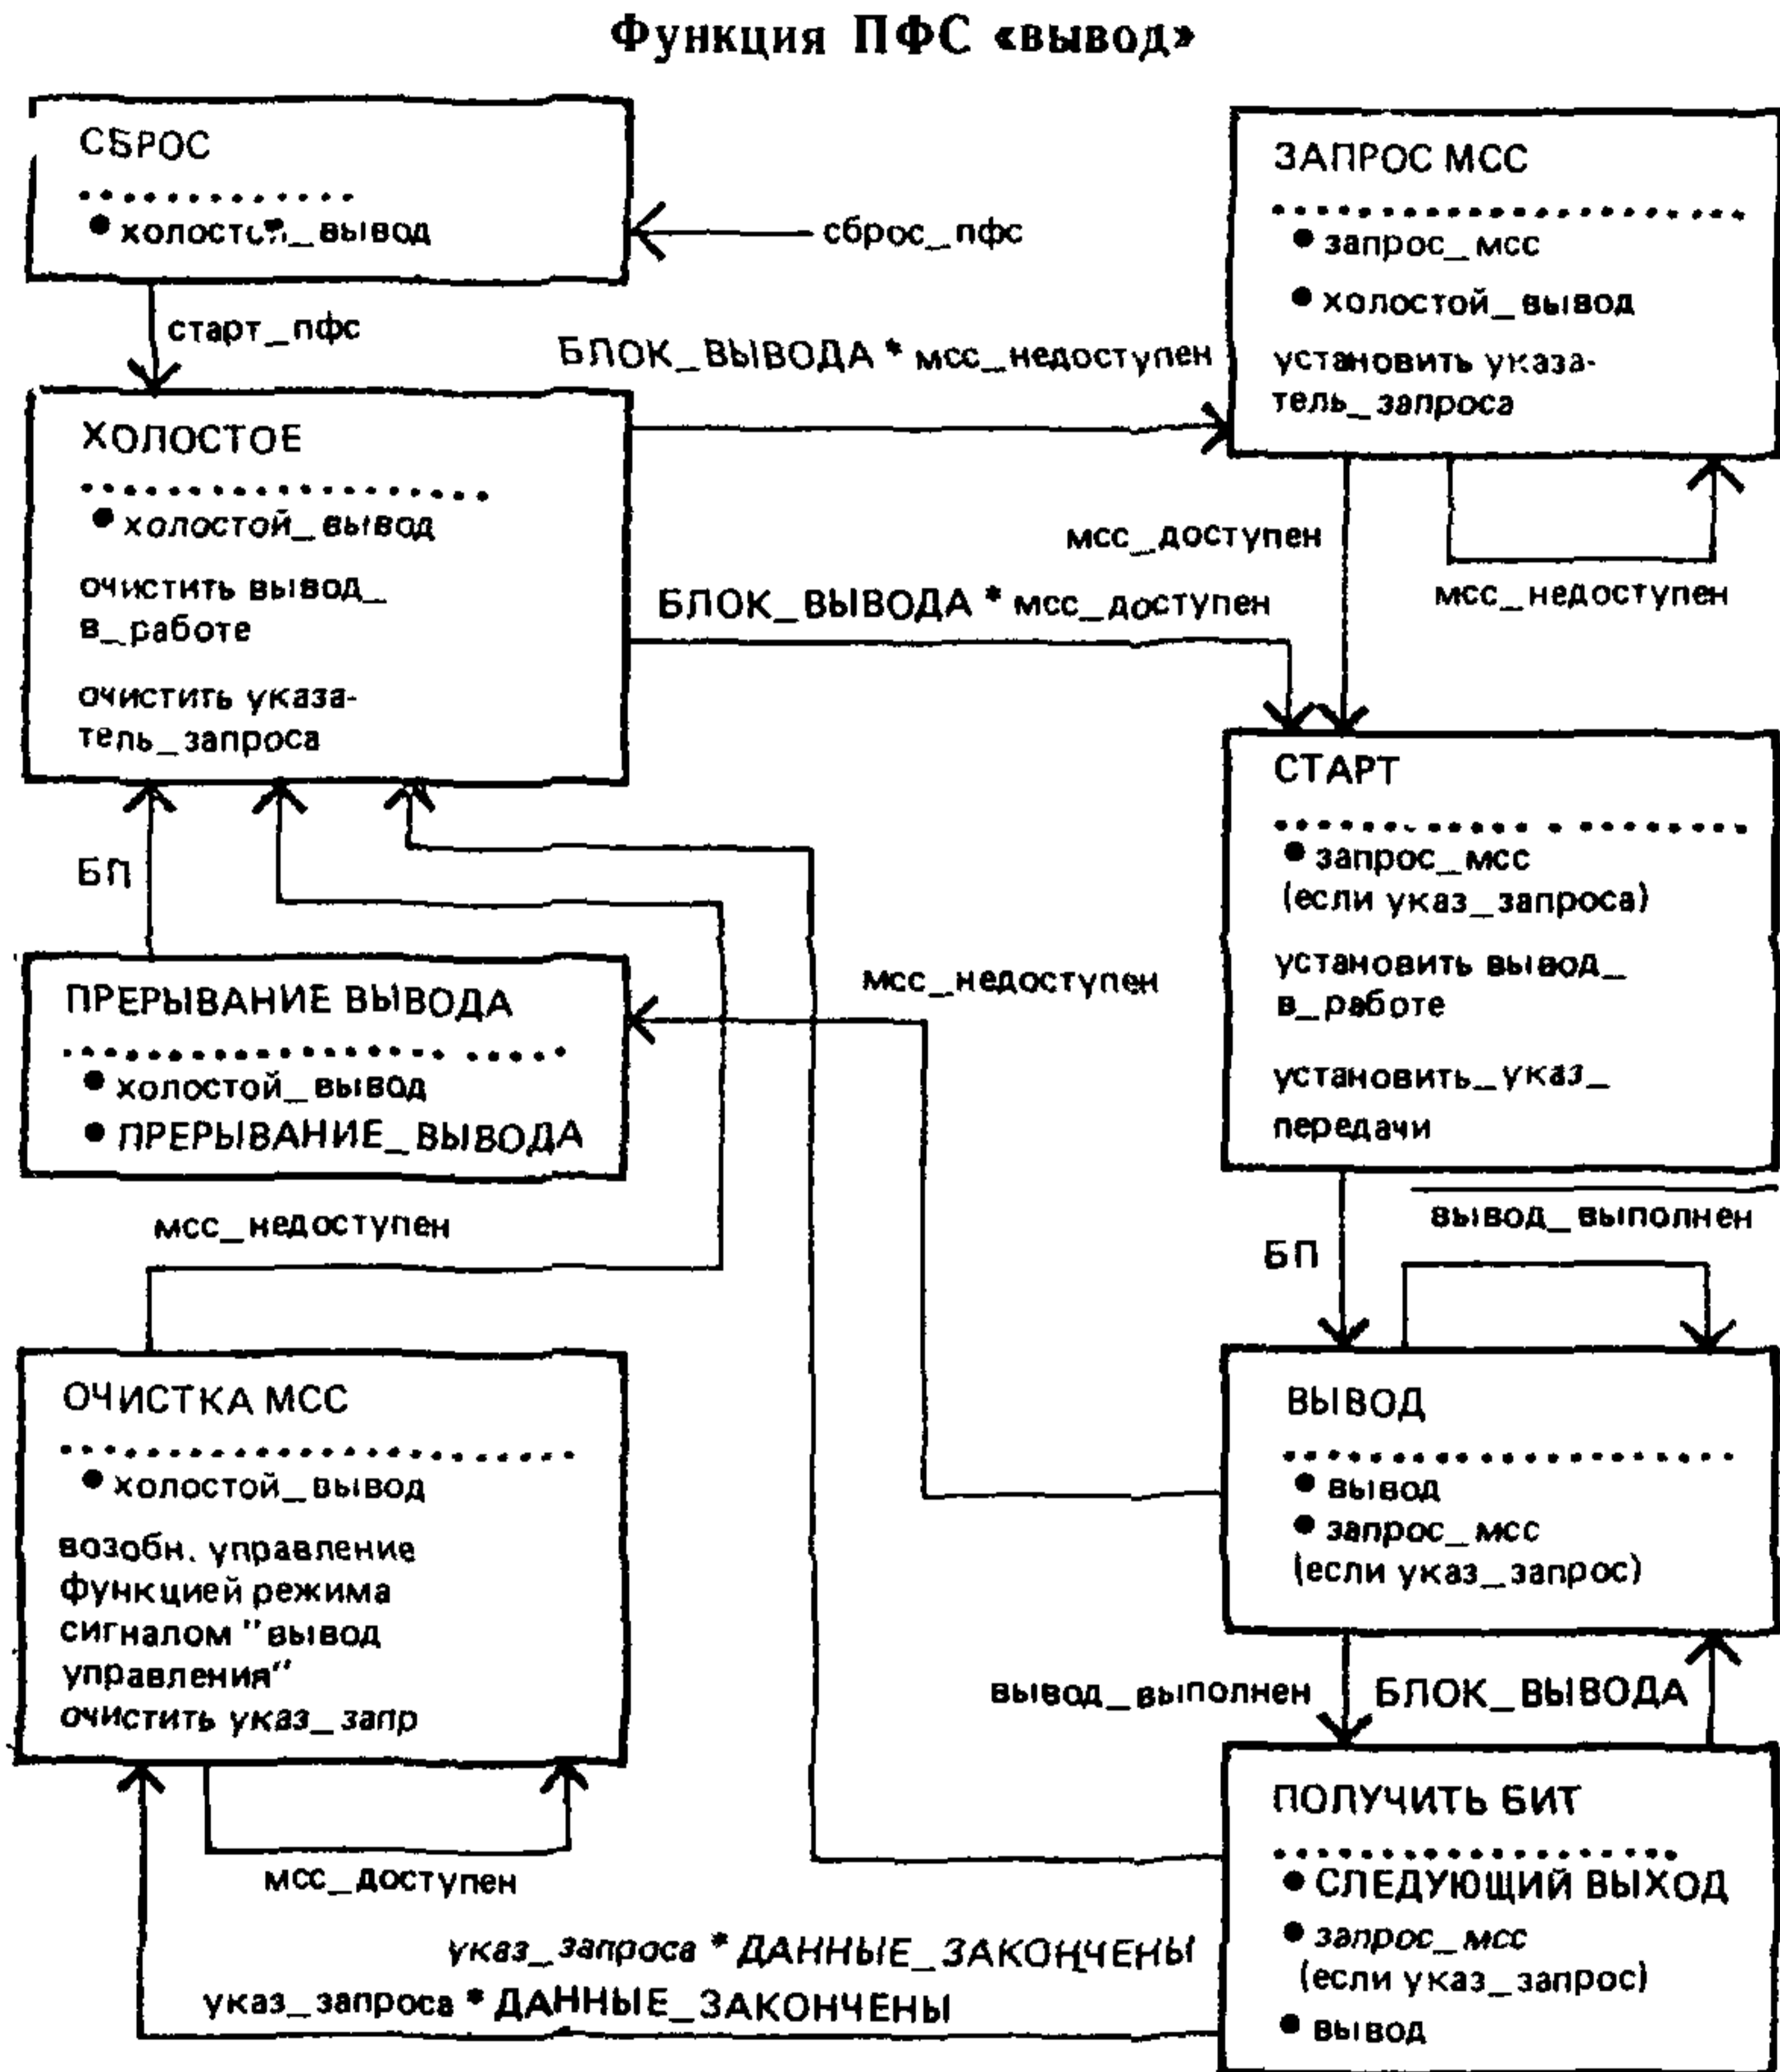 Функция ПФС «вывод»
СБРОС
• холостой_вывод
сброс_пфс
старт_пфс
ЗАПРОС МСС
• запрос_мсс
• холостой_вывод
установить указа-
тель_запроса
БЛОК_ВЫВОДА * мсс_недоступен
ХОЛОСТОЕ
• холостой_вывод
очистить вывод_
в_работе
очистить указа-
тель_запроса
мсс_доступен
мсс_недоступен
БЛОК_ВЫВОДА * мсс_доступен
СТАРТ
• запрос_мсс
(если указ_запроса)
установить вывод_
в_работе
установить_указ_
передачи
БП
ПРЕРЫВАНИЕ ВЫВОДА
• холостой_вывод
• ПРЕРЫВАНИЕ_ВЫВОДА
мсс_недоступен
мсс_недоступен
вывод_выполнен
БП
ОЧИСТКА МСС
• холостой_вывод
возобн. управление
функцией режима
сигналом "вывод
управления"
очистить указ_запр
ВЫВОД
• вывод
• запрос_мсс
(если указ_запрос)
вывод_выполнен
БЛОК_ВЫВОДА
мсс_доступен
ПОЛУЧИТЬ БИТ
• СЛЕДУЮЩИЙ ВЫХОД
• запрос_мсс
(если указ_запрос)
• вывод
указ_запроса * ДАННЫЕ_ЗАКОНЧЕНЫ
указ_запроса * ДАННЫЕ_ЗАКОНЧЕНЫ